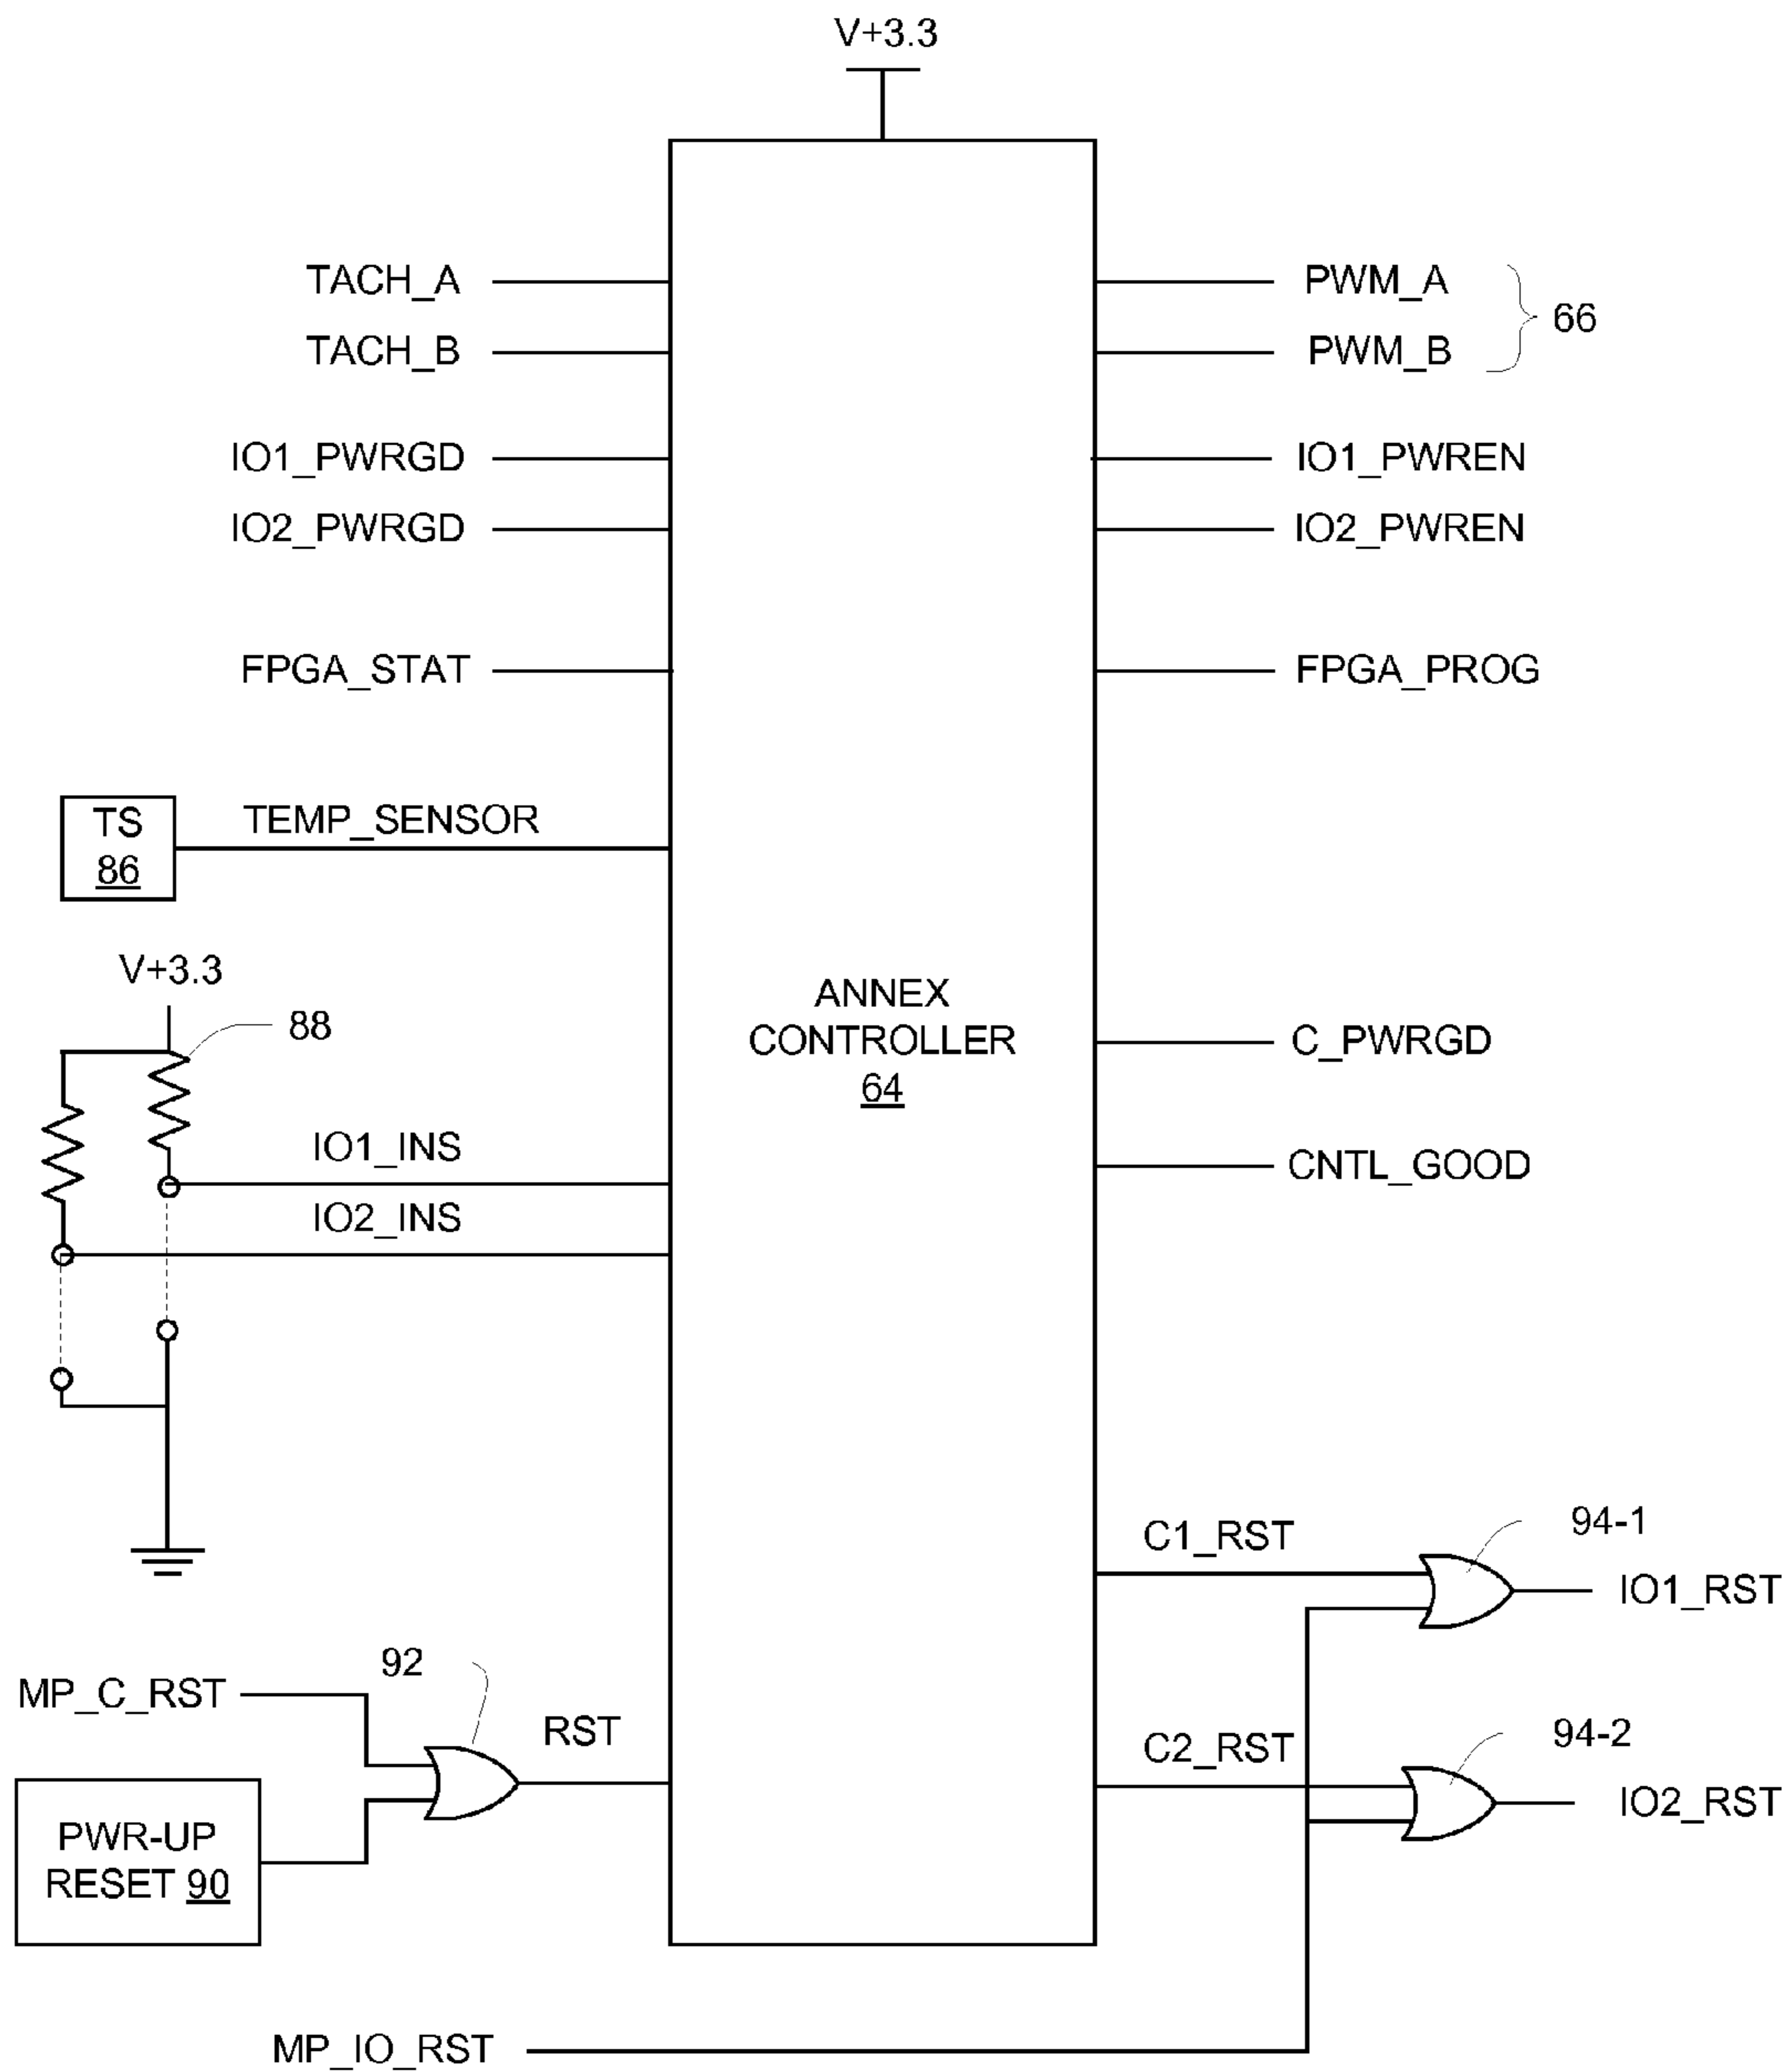 V+3.3
TACH_A
TACH_B
IO1_PWRGD
IO2_PWRGD
FPGA_STAT
TS
86
TEMP_SENSOR
V+3.3
88
IO1_INS
IO2_INS
MP_C_RST
92
RST
PWR-UP
RESET 90
MP_IO_RST
ANNEX
CONTROLLER
64
PWM_A
PWM_B
66
IO1_PWREN
IO2_PWREN
FPGA_PROG
C_PWRGD
CNTL_GOOD
C1_RST
94-1
IO1_RST
C2_RST
94-2
IO2_RST